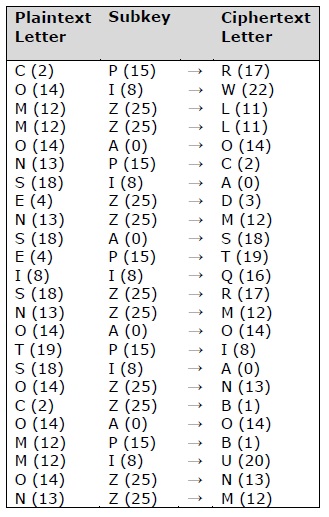 Plaintext Letter Subkey Ciphertext Letter
C (2) P (15) → R (17)
O (14) I (8) → W (22)
M (12) Z (25) → L (11)
M (12) Z (25) → L (11)
O (14) A (0) → O (14)
N (13) P (15) → C (2)
S (18) I (8) → A (0)
E (4) Z (25) → D (3)
N (13) Z (25) → M (12)
S (18) A (0) → S (18)
E (4) P (15) → T (19)
I (8) I (8) → Q (16)
S (18) Z (25) → R (17)
N (13) Z (25) → M (12)
O (14) A (0) → O (14)
T (19) P (15) → I (8)
S (18) I (8) → A (0)
O (14) Z (25) → N (13)
C (2) Z (25) → B (1)
O (14) A (0) → O (14)
M (12) P (15) → B (1)
M (12) I (8) → U (20)
O (14) Z (25) → N (13)
N (13) Z (25) → M (12)